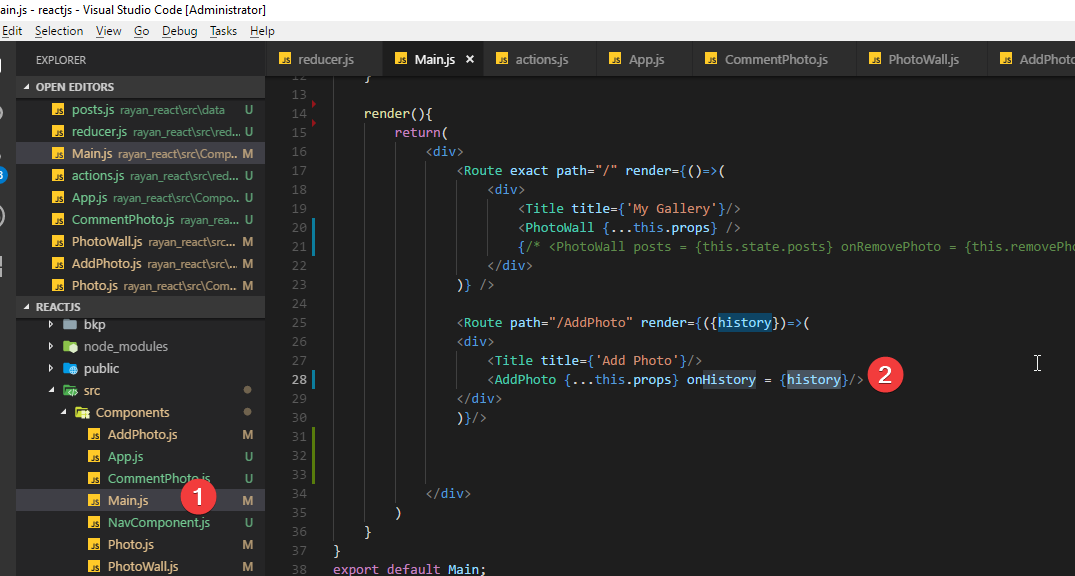 ain.js - reactjs - Visual Studio Code [Administrator]
Edit Selection View Go Debug Tasks Help
EXPLORER
reducer.js Main.js × actions.js App.js CommentPhoto.js PhotoWall.js AddPhoto
OPEN EDITORS
posts.js rayan_react\src\data U
reducer.js rayan_react\src\red... U
Main.js rayan_react\src\Comp... M
actions.js rayan_react\src\red... U
App.js rayan_react\src\Compo... U
CommentPhoto.js rayan_rea... U
PhotoWall.js rayan_react\src... M
AddPhoto.js rayan_react\src\... M
Photo.js rayan_react\src\Com... M
REACTJS
bkp
node_modules
public
src
Components
AddPhoto.js M
App.js U
CommentPhoto.js U
Main.js M
1
NavComponent.js U
Photo.js M
PhotoWall.js M
12 }
13
14 render(){
15 return(
16 <div>
17 <Route exact path="/" render={()=>(
18 <div>
19 <Title title={'My Gallery'}/>
20 <PhotoWall {...this.props} />
21 {/* <PhotoWall posts = {this.state.posts} onRemovePhoto = {this.removePho
22 </div>
23 )} />
24
25 <Route path="/AddPhoto" render={({history})=>(
26 <div>
27 <Title title={'Add Photo'}/>
28 <AddPhoto {...this.props} onHistory = {history}/>
2
29 </div>
30 )}/>
31
32
33
34 </div>
35 )
36 }
37 }
38 export default Main;